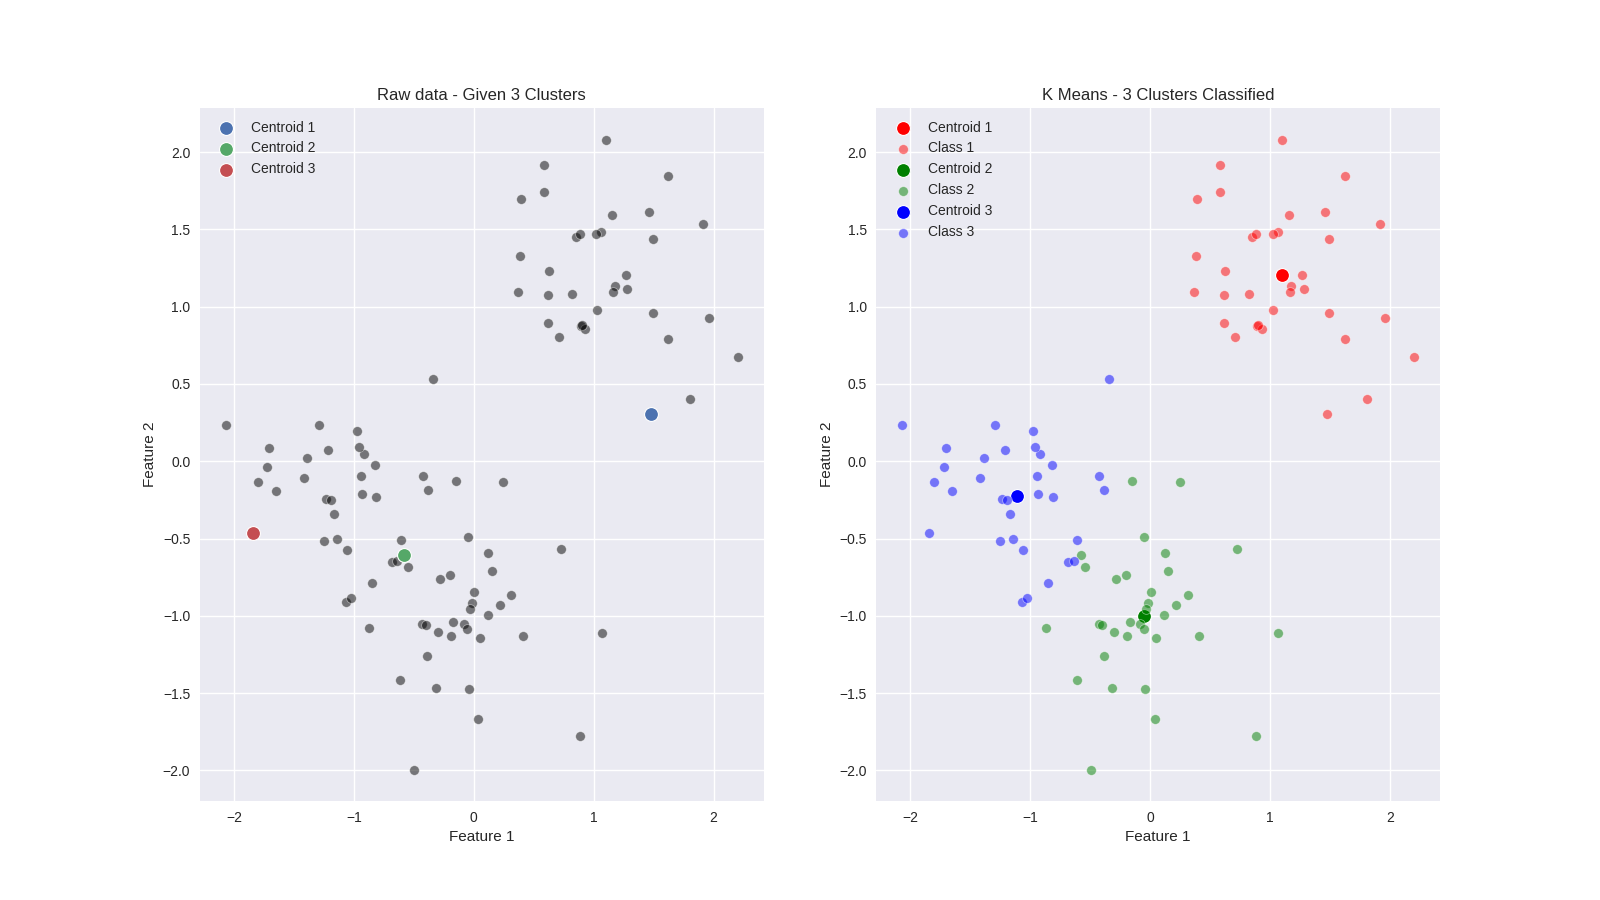 Raw data - Given 3 Clusters
Centroid 1
Centroid 2
Centroid 3
2.0
1.5
1.0
0.5
0.0
−0.5
−1.0
−1.5
−2.0
Feature 2
−2
−1
0
1
2
Feature 1
K Means - 3 Clusters Classified
Centroid 1
Class 1
Centroid 2
Class 2
Centroid 3
Class 3
2.0
1.5
1.0
0.5
0.0
−0.5
−1.0
−1.5
−2.0
Feature 2
−2
−1
0
1
2
Feature 1